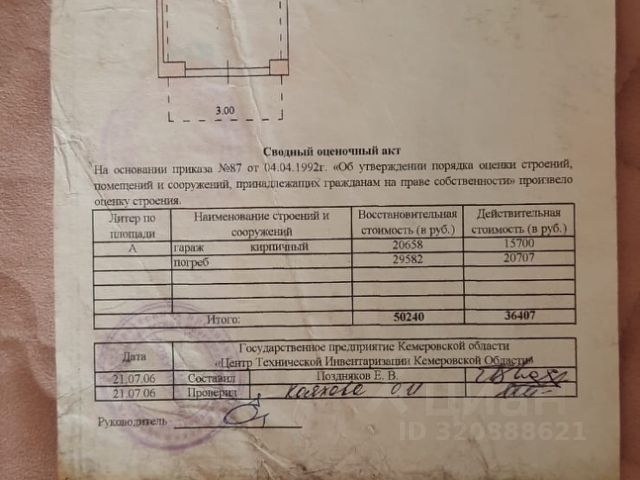 3.00
Сводный оценочный акт
На основании приказа №87 от 04.04.1992г. «Об утверждении порядка оценки строений,
помещений и сооружений, принадлежащих гражданам на праве собственности» произвело
оценку строения.
Литер по площади Наименование строений и сооружений Восстановительная стоимость (в руб.) Действительная стоимость (в руб.)
А гараж кирпичный 20658 15700
погреб 29582 20707
Итого: 50240 36407
Дата Государственное предприятие Кемеровской области
«Центр Технической Инвентаризации Кемеровской Области»
21.07.06 Составил Поздняков Е. В.
21.07.06 Проверил
Руководитель
ID 320888621